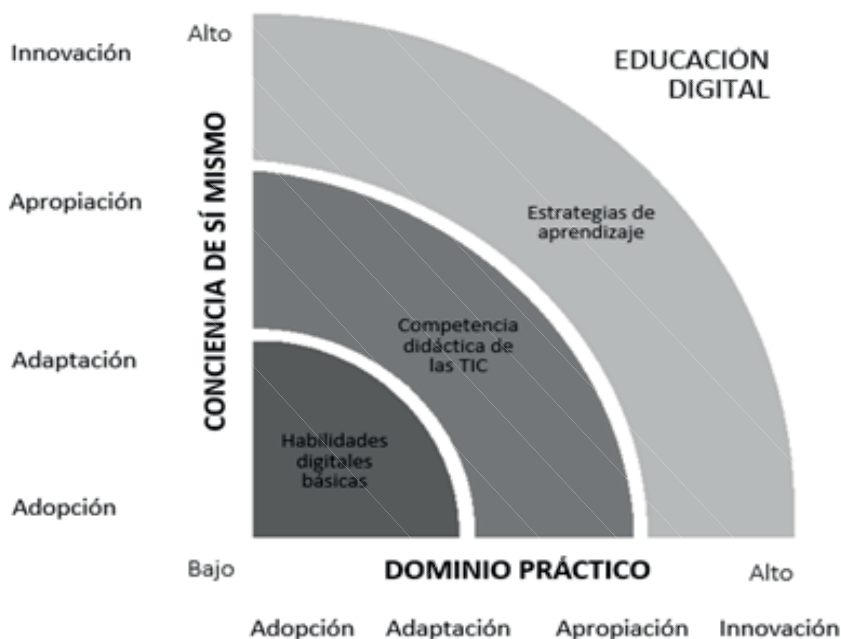 Innovación
Alto
EDUCACIÓN
DIGITAL
Apropiación
CONCIENCIA DE SÍ MISMO
Estrategias de
aprendizaje
Adaptación
Competencia
didáctica de
las TIC
Habilidades
digitales
básicas
Adopción
Bajo
DOMINIO PRÁCTICO
Alto
Adopción
Adaptación
Apropiación
Innovación